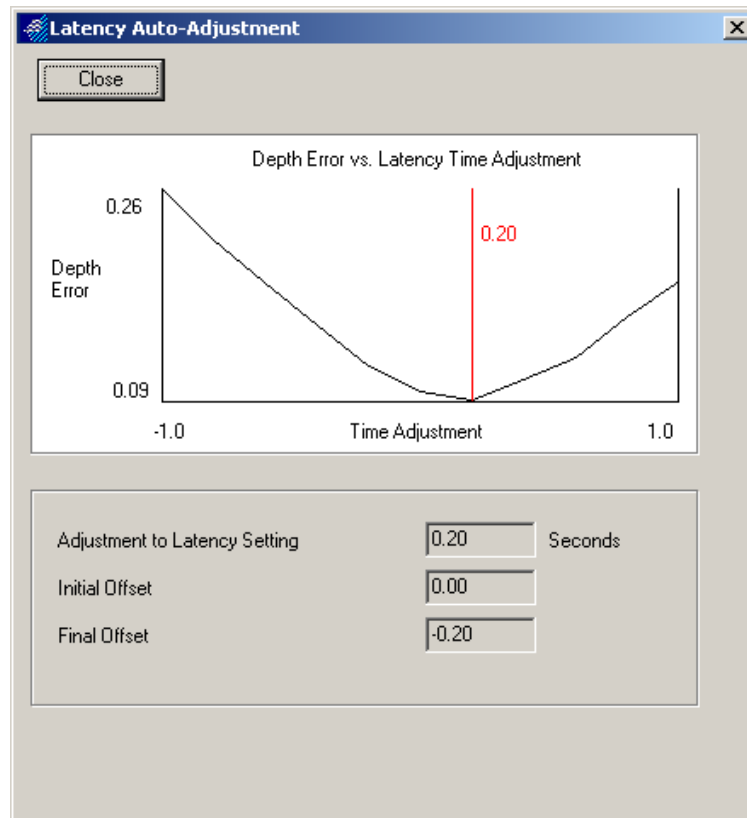 Latency Auto-Adjustment
Close
Depth Error vs. Latency Time Adjustment
0.26
0.20
Depth
Error
0.09
-1.0 Time Adjustment 1.0
Adjustment to Latency Setting 0.20 Seconds
Initial Offset 0.00
Final Offset -0.20